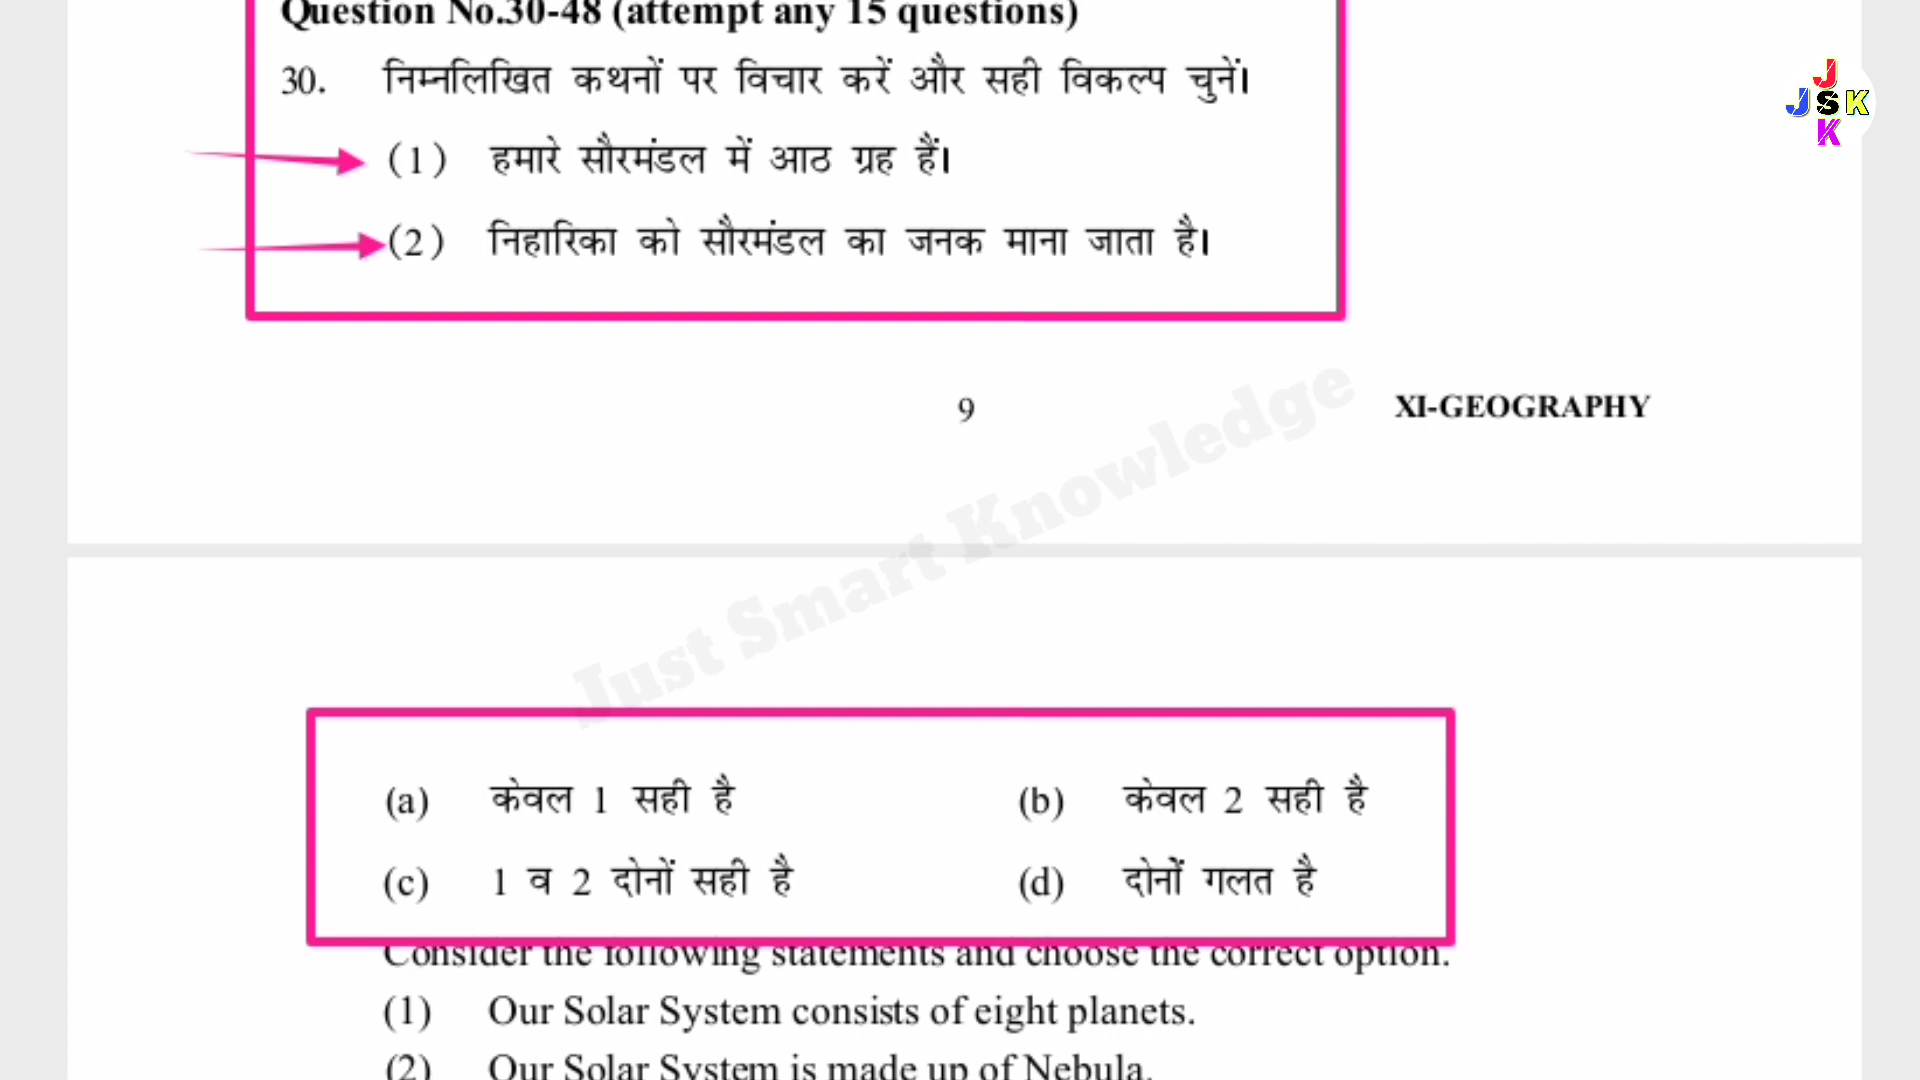 Question No.30-48 (attempt any 15 questions)
30. निम्नलिखित कथनों पर विचार करें और सही विकल्प चुनें।
(1) हमारे सौरमंडल में आठ ग्रह हैं।
(2) निहारिका को सौरमंडल का जनक माना जाता है।
9 XI-GEOGRAPHY
Just Smart Knowledge
(a) केवल 1 सही है (b) केवल 2 सही है
(c) 1 व 2 दोनों सही है (d) दोनों गलत है
Consider the following statements and choose the correct option.
(1) Our Solar System consists of eight planets.
(2) Our Solar System is made up of Nebula.
J
JSK
K